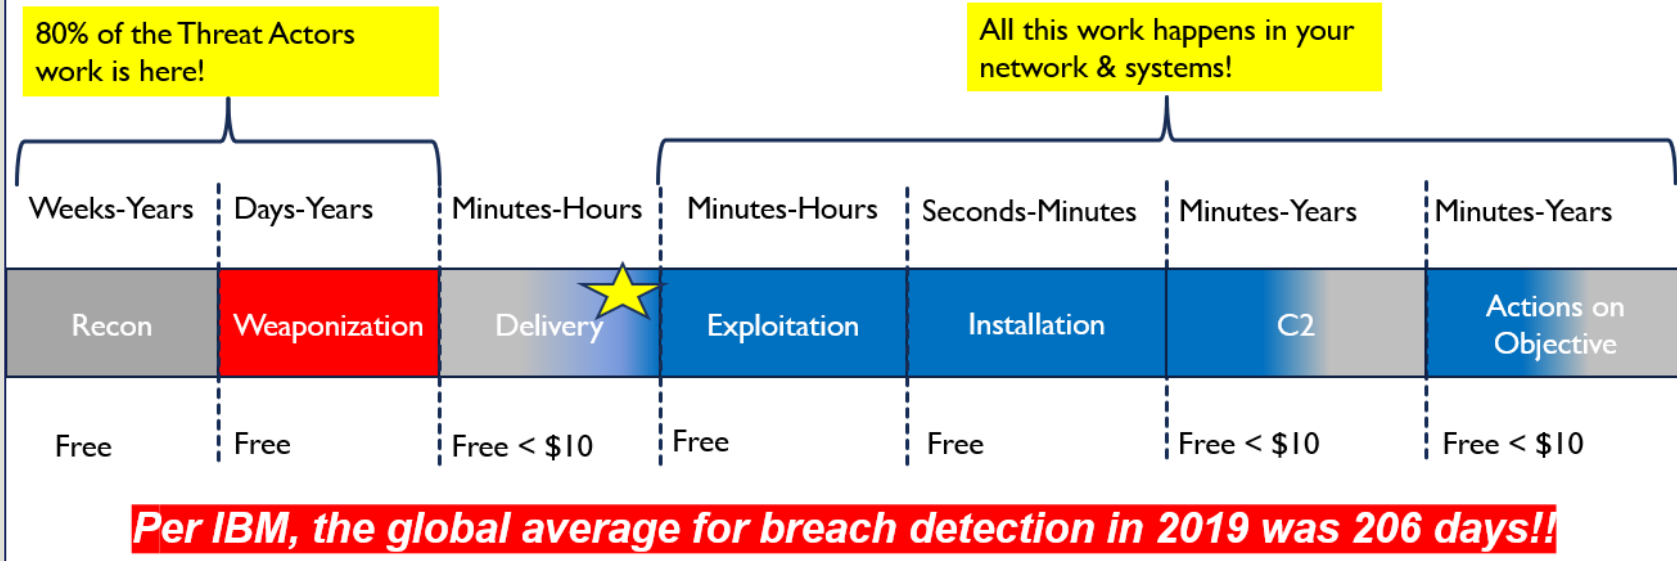 80% of the Threat Actors
work is here!
All this work happens in your
network & systems!
Weeks-Years
Days-Years
Minutes-Hours
Minutes-Hours
Seconds-Minutes
Minutes-Years
Minutes-Years
Recon
Weaponization
Delivery
Exploitation
Installation
C2
Actions on
Objective
Free
Free
Free < $10
Free
Free
Free < $10
Free < $10
Per IBM, the global average for breach detection in 2019 was 206 days!!